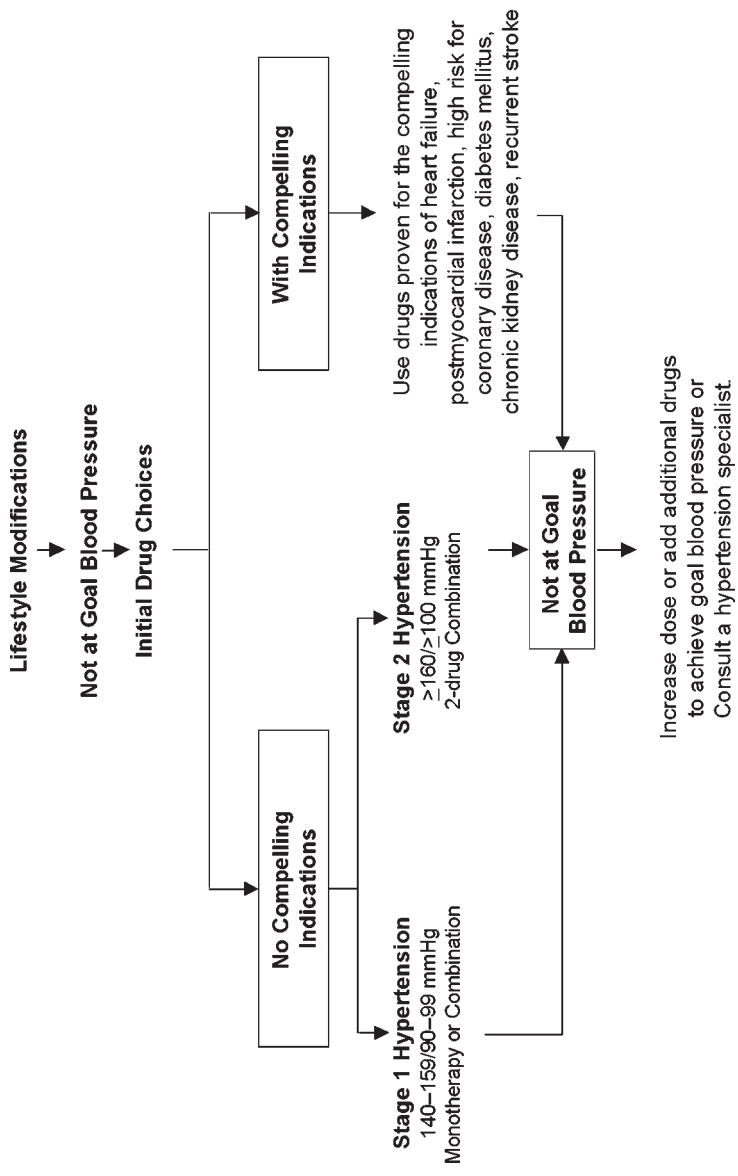 Lifestyle Modifications
Not at Goal Blood Pressure
Initial Drug Choices
No Compelling
Indications
With Compelling
Indications
Stage 1 Hypertension
140–159/90–99 mmHg
Monotherapy or Combination
Stage 2 Hypertension
≥160/≥100 mmHg
2-drug Combination
Use drugs proven for the compelling
indications of heart failure,
postmyocardial infarction, high risk for
coronary disease, diabetes mellitus,
chronic kidney disease, recurrent stroke
Not at Goal
Blood Pressure
Increase dose or add additional drugs
to achieve goal blood pressure or
Consult a hypertension specialist.